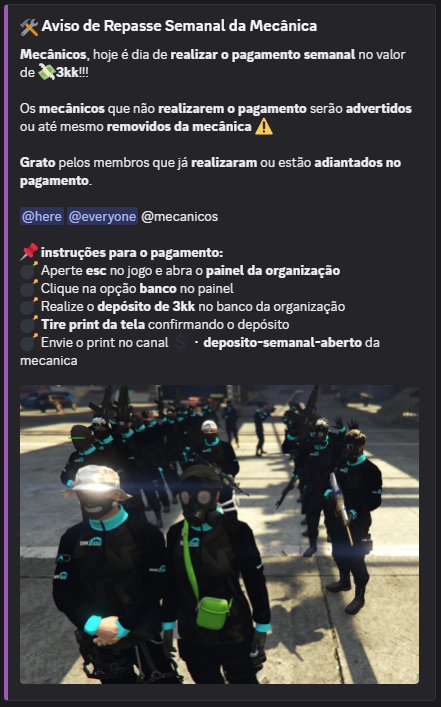 🛠️ Aviso de Repasse Semanal da Mecânica
Mecânicos, hoje é dia de realizar o pagamento semanal no valor
de 💸3kk!!!
Os mecânicos que não realizarem o pagamento serão advertidos
ou até mesmo removidos da mecânica ⚠️
Grato pelos membros que já realizaram ou estão adiantados no
pagamento.
@here @everyone @mecanicos
📌 instruções para o pagamento:
💣 Aperte esc no jogo e abra o painel da organização
💣 Clique na opção banco no painel
💣 Realize o depósito de 3kk no banco da organização
💣 Tire print da tela confirmando o depósito
💣 Envie o print no canal 💲・deposito-semanal-aberto da
mecanica